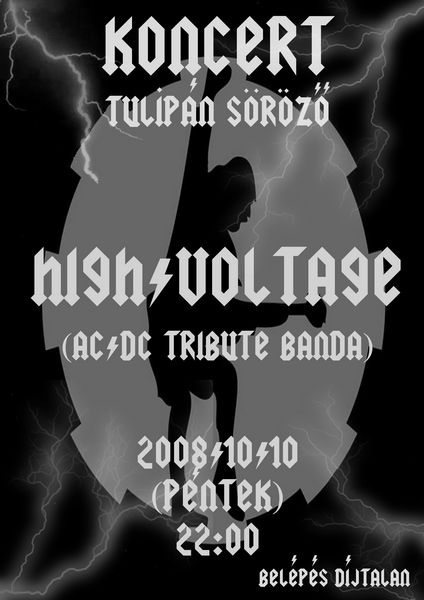 KONCERT
TULIPÁN SÖRÖZŐ
HIGH⚡VOLTAGE
(AC⚡DC TRIBUTE BANDA)
2008⚡10⚡10
(PÉNTEK)
22:00
BELÉPÉS DÍJTALAN